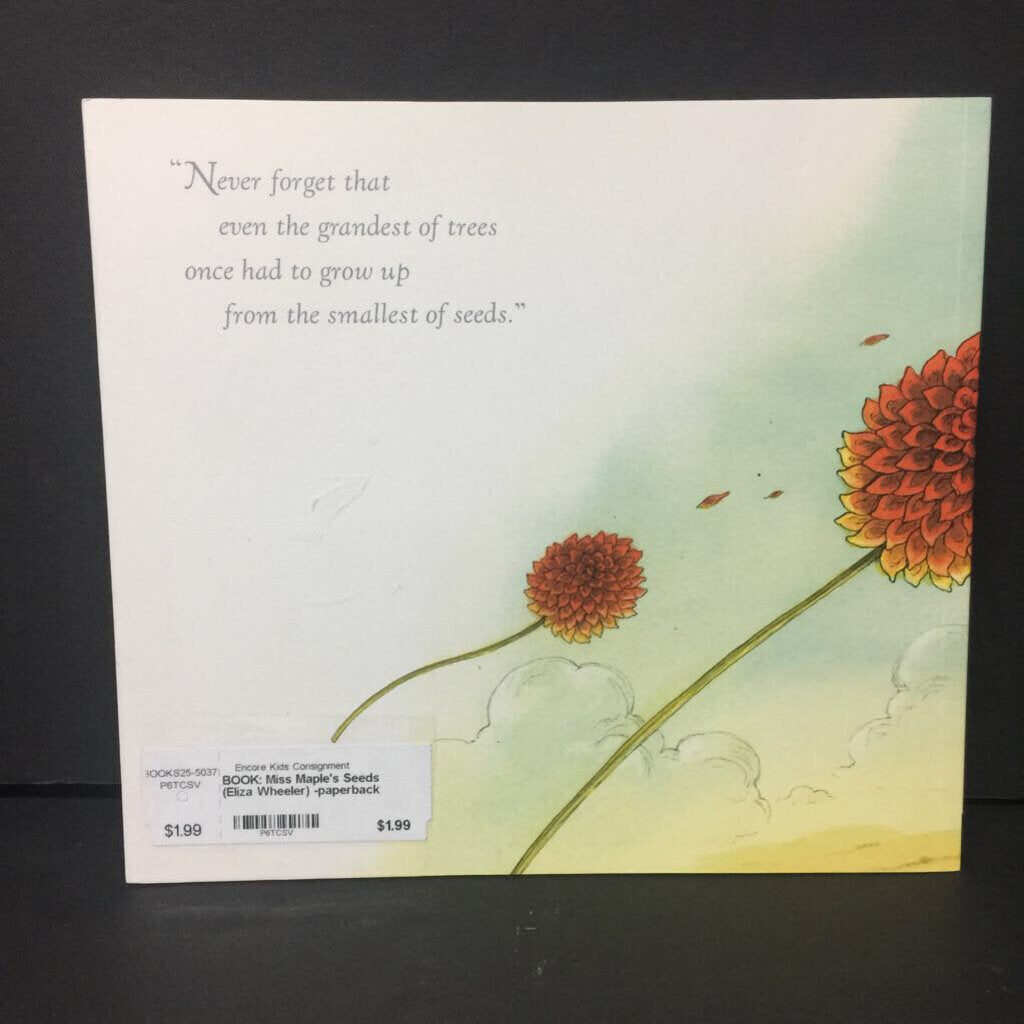 “Never forget that
even the grandest of trees
once had to grow up
from the smallest of seeds.”
Encore Kids Consignment
BOOK: Miss Maple's Seeds
(Eliza Wheeler) -paperback
P6TCSV
$1.99
P6TCSV
$1.99